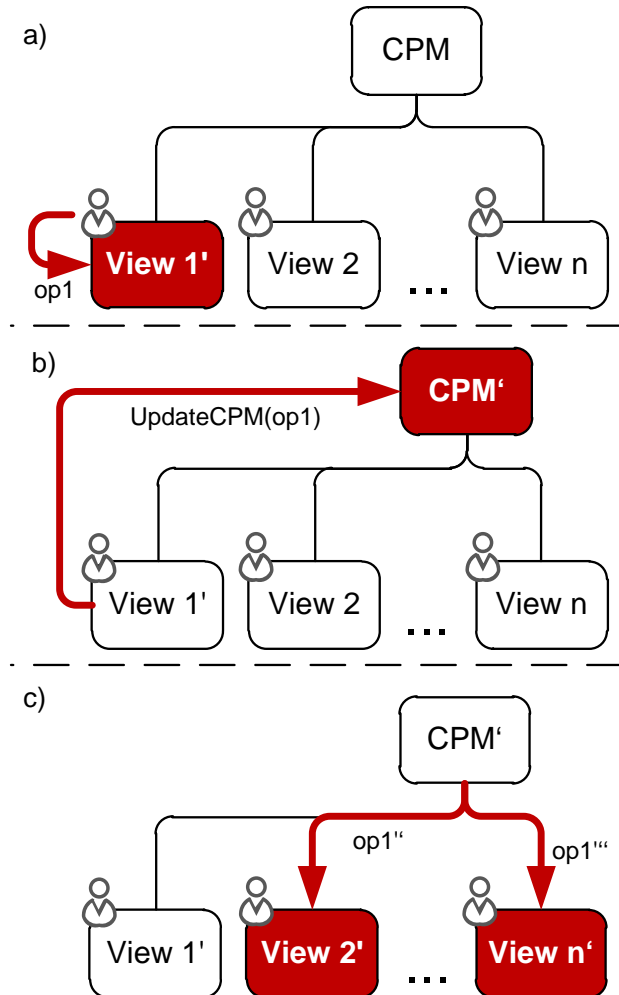 a)
CPM
View 1'
View 2
...
View n
op1
b)
CPM‘
UpdateCPM(op1)
View 1'
View 2
...
View n
c)
CPM‘
op1'‘
op1'‘‘
View 1'
View 2'
...
View n‘